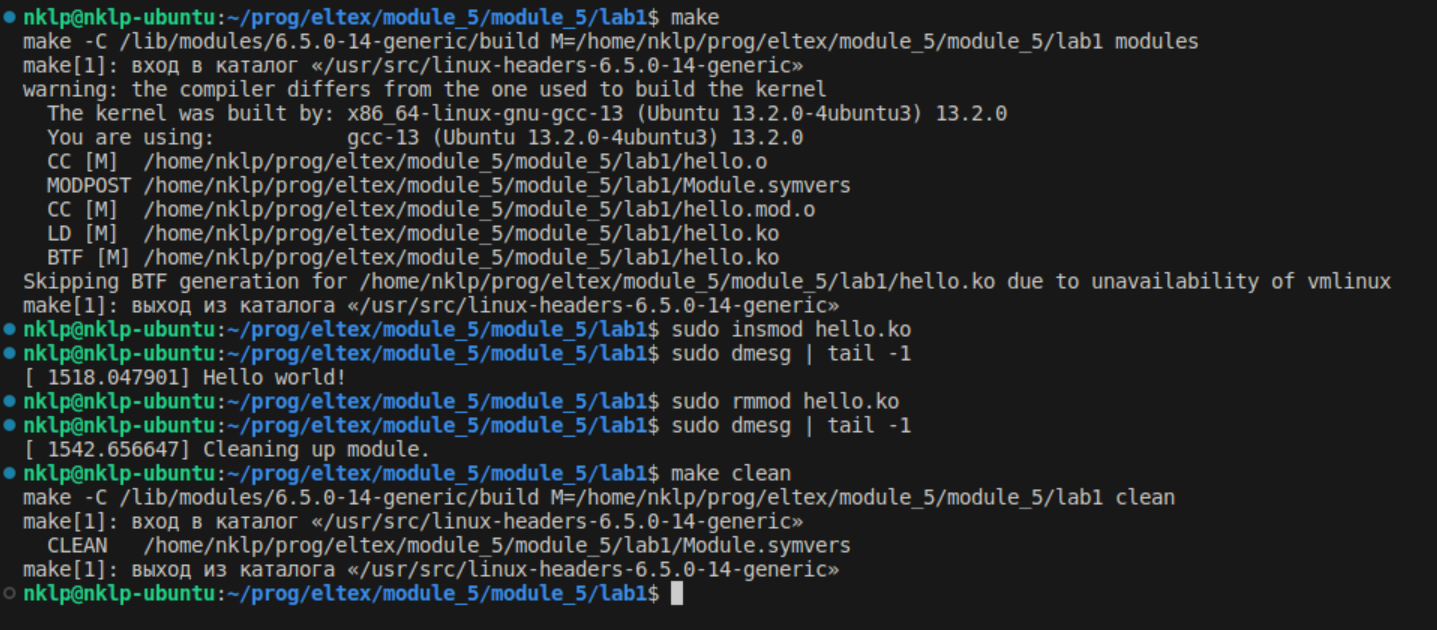 nklp@nklp-ubuntu:~/prog/eltex/module_5/module_5/lab1$ make
make -C /lib/modules/6.5.0-14-generic/build M=/home/nklp/prog/eltex/module_5/module_5/lab1 modules
make[1]: вход в каталог «/usr/src/linux-headers-6.5.0-14-generic»
warning: the compiler differs from the one used to build the kernel
  The kernel was built by: x86_64-linux-gnu-gcc-13 (Ubuntu 13.2.0-4ubuntu3) 13.2.0
  You are using:           gcc-13 (Ubuntu 13.2.0-4ubuntu3) 13.2.0
  CC [M]  /home/nklp/prog/eltex/module_5/module_5/lab1/hello.o
  MODPOST /home/nklp/prog/eltex/module_5/module_5/lab1/Module.symvers
  CC [M]  /home/nklp/prog/eltex/module_5/module_5/lab1/hello.mod.o
  LD [M]  /home/nklp/prog/eltex/module_5/module_5/lab1/hello.ko
  BTF [M] /home/nklp/prog/eltex/module_5/module_5/lab1/hello.ko
Skipping BTF generation for /home/nklp/prog/eltex/module_5/module_5/lab1/hello.ko due to unavailability of vmlinux
make[1]: выход из каталога «/usr/src/linux-headers-6.5.0-14-generic»
nklp@nklp-ubuntu:~/prog/eltex/module_5/module_5/lab1$ sudo insmod hello.ko
nklp@nklp-ubuntu:~/prog/eltex/module_5/module_5/lab1$ sudo dmesg | tail -1
[ 1518.047901] Hello world!
nklp@nklp-ubuntu:~/prog/eltex/module_5/module_5/lab1$ sudo rmmod hello.ko
nklp@nklp-ubuntu:~/prog/eltex/module_5/module_5/lab1$ sudo dmesg | tail -1
[ 1542.656647] Cleaning up module.
nklp@nklp-ubuntu:~/prog/eltex/module_5/module_5/lab1$ make clean
make -C /lib/modules/6.5.0-14-generic/build M=/home/nklp/prog/eltex/module_5/module_5/lab1 clean
make[1]: вход в каталог «/usr/src/linux-headers-6.5.0-14-generic»
  CLEAN   /home/nklp/prog/eltex/module_5/module_5/lab1/Module.symvers
make[1]: выход из каталога «/usr/src/linux-headers-6.5.0-14-generic»
nklp@nklp-ubuntu:~/prog/eltex/module_5/module_5/lab1$